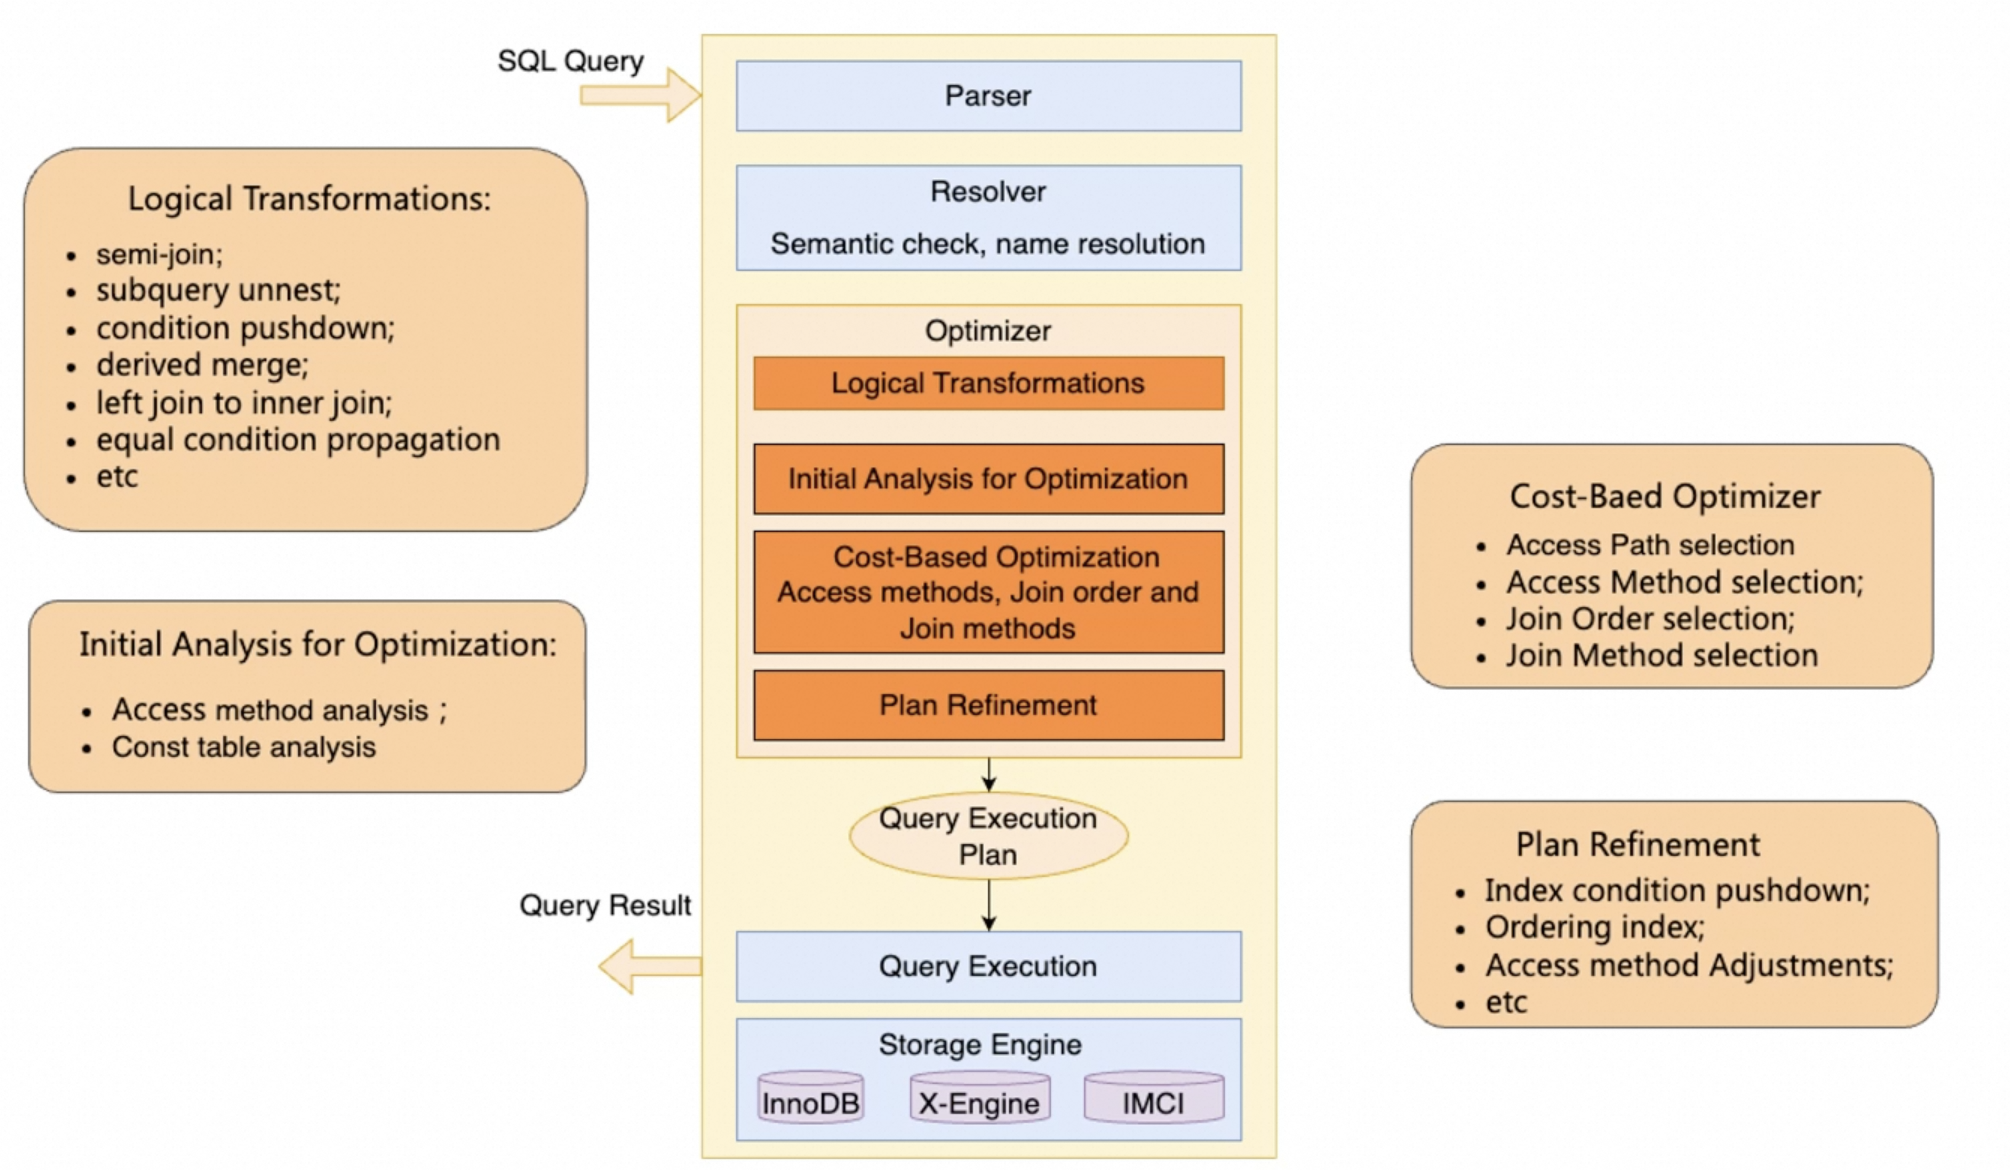 SQL Query
Parser
Resolver
Semantic check, name resolution
Logical Transformations:
• semi-join;
• subquery unnest;
• condition pushdown;
• derived merge;
• left join to inner join;
• equal condition propagation
• etc
Initial Analysis for Optimization:
• Access method analysis ;
• Const table analysis
Optimizer
Logical Transformations
Initial Analysis for Optimization
Cost-Based Optimization
Access methods, Join order and
Join methods
Plan Refinement
Cost-Baed Optimizer
• Access Path selection
• Access Method selection;
• Join Order selection;
• Join Method selection
Plan Refinement
• Index condition pushdown;
• Ordering index;
• Access method Adjustments;
• etc
Query Execution
Plan
Query Result
Query Execution
Storage Engine
InnoDB
X-Engine
IMCI